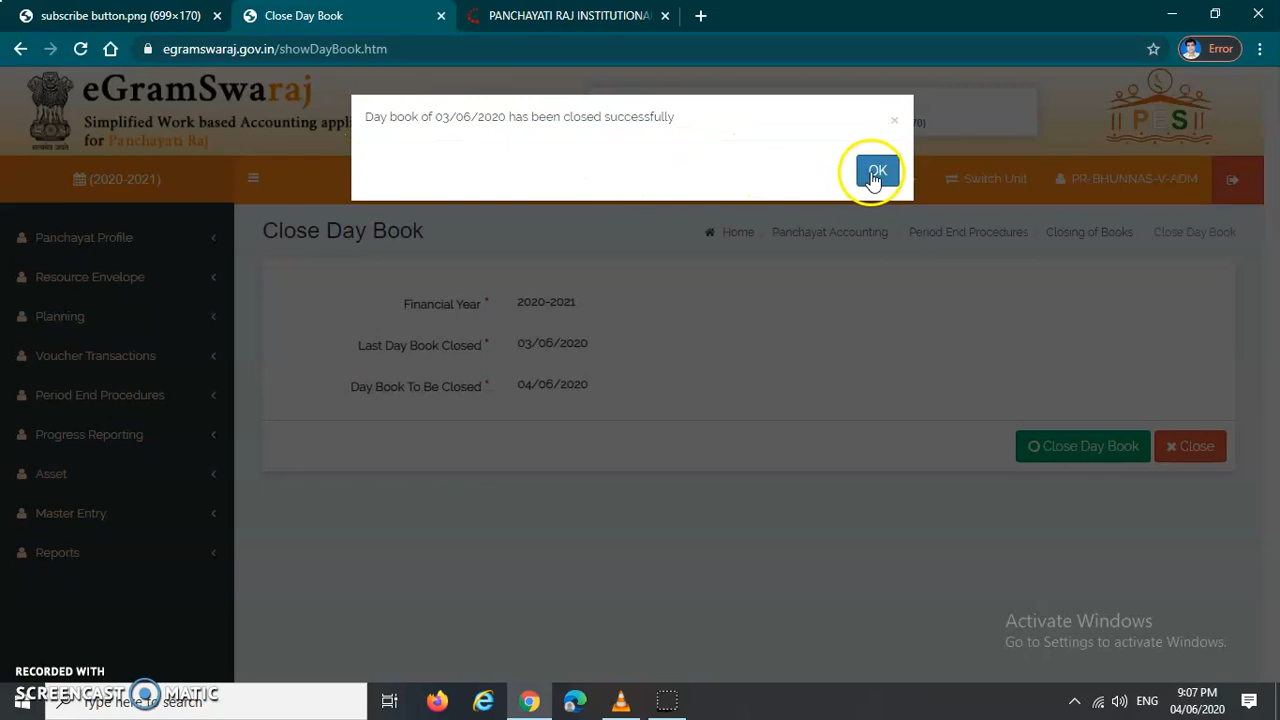 subscribe button.png (699×170)
Close Day Book
PANCHAYATI RAJ INSTITUTIONA
egramswaraj.gov.in/showDayBook.htm
Error
eGramSwaraj
Simplified Work based Accounting appl
for Panchayati Raj
PES
Day book of 03/06/2020 has been closed successfully
×
OK
(2020-2021)
Switch Unit
PR-BHUNNAS-V-ADM
Close Day Book
Home
Panchayat Accounting
Period End Procedures
Closing of Books
Close Day Book
Panchayat Profile
Resource Envelope
Planning
Voucher Transactions
Period End Procedures
Progress Reporting
Asset
Master Entry
Reports
Financial Year *
2020-2021
Last Day Book Closed *
03/06/2020
Day Book To Be Closed *
04/06/2020
Close Day Book
Close
Activate Windows
Go to Settings to activate Windows.
RECORDED WITH
SCREENCAST MATIC
Type here to search
ENG
9:07 PM
04/06/2020